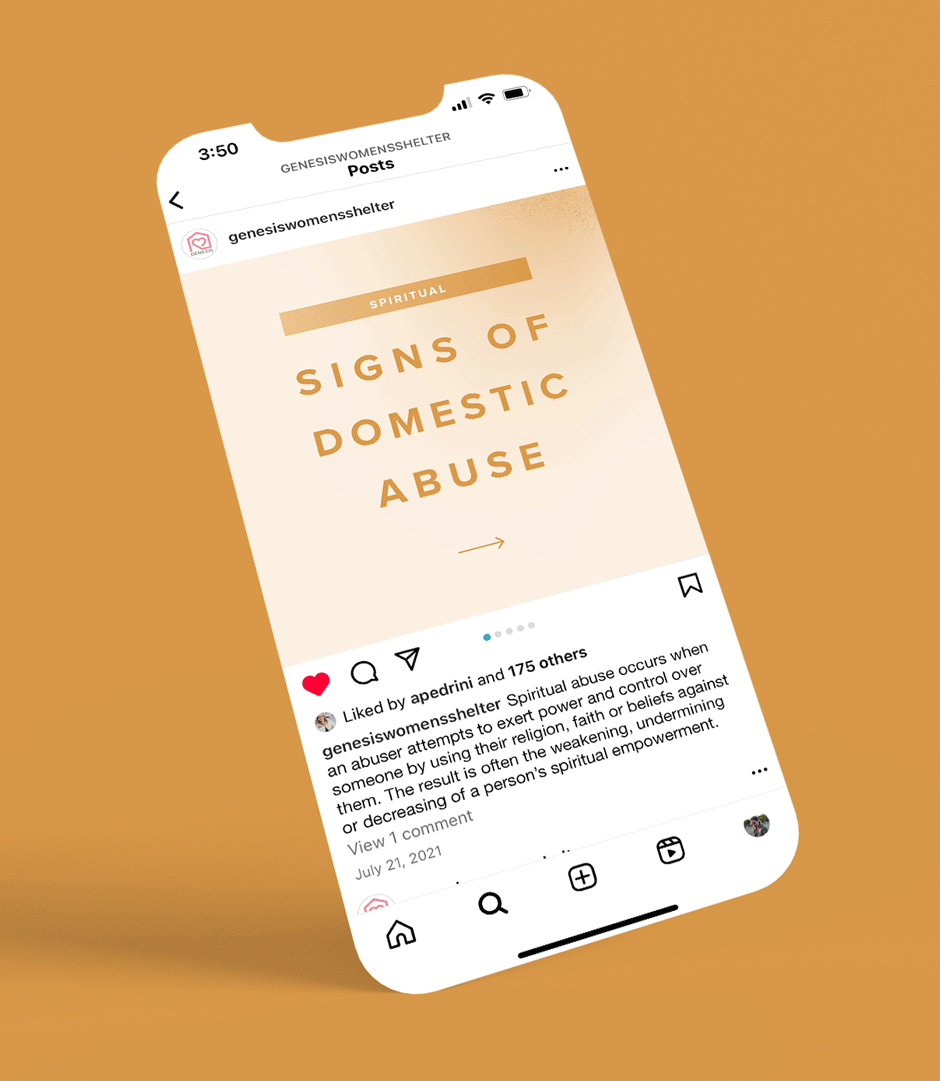 3:50
GENESISWOMENSSHELTER
Posts
genesiswomensshelter
GENESIS
SPIRITUAL
SIGNS OF
DOMESTIC
ABUSE
Liked by apedrini and 175 others
genesiswomensshelter Spiritual abuse occurs when
an abuser attempts to exert power and control over
someone by using their religion, faith or beliefs against
them. The result is often the weakening, undermining
or decreasing of a person's spiritual empowerment.
View 1 comment
July 21, 2021